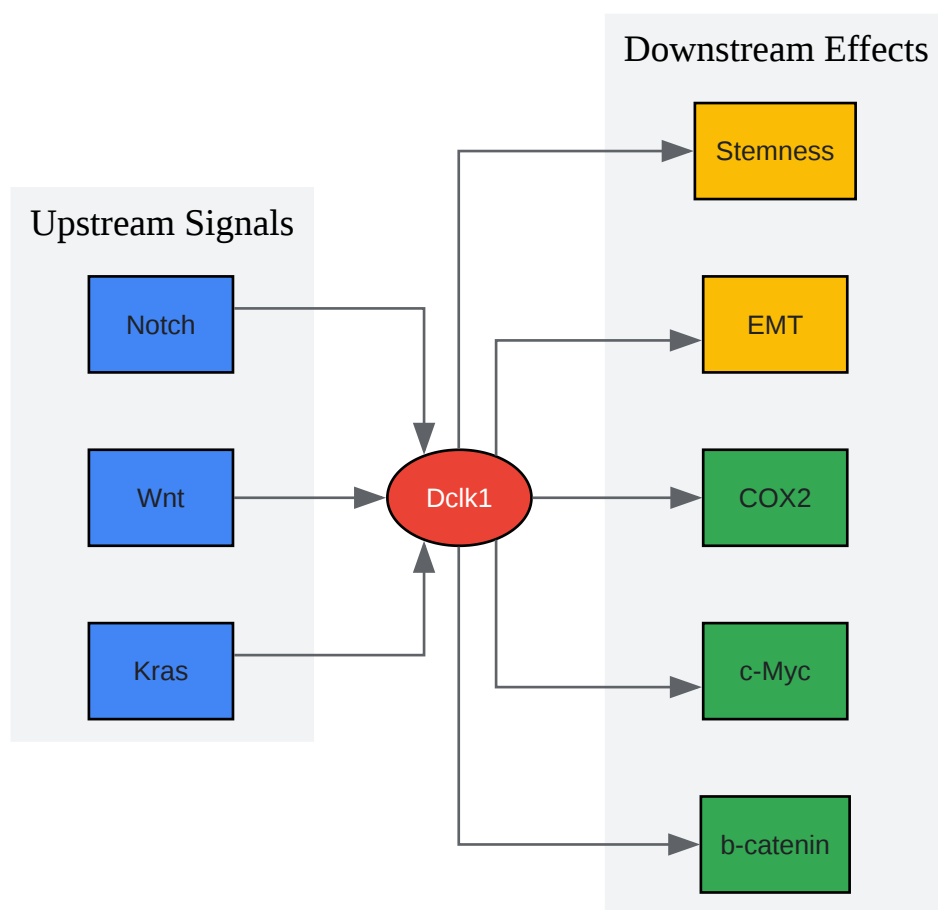 Downstream Effects
Stemness
Upstream Signals
Notch
EMT
Wnt
Dclk1
COX2
Kras
c-Myc
b-catenin